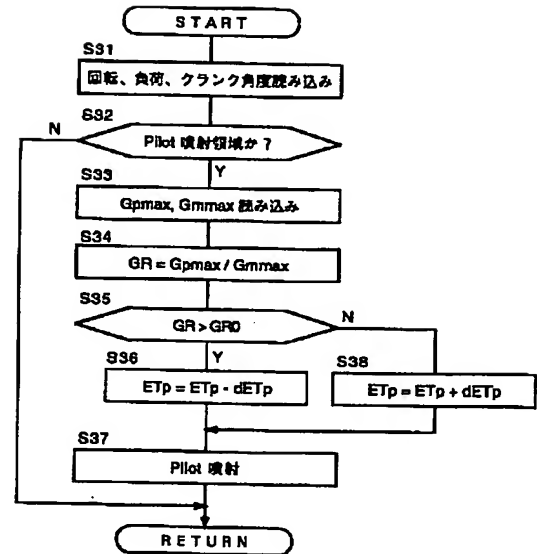 START
S31
回転、負荷、クランク角度読み込み
S32
N
Pilot 噴射領域か？
Y
S33
Gpmax, Gmmax 読み込み
S34
GR = Gpmax / Gmmax
S35
N
GR > GR0
S36
Y
S38
ETp = ETp - dETp
ETp = ETp + dETp
S37
Pilot 噴射
RETURN